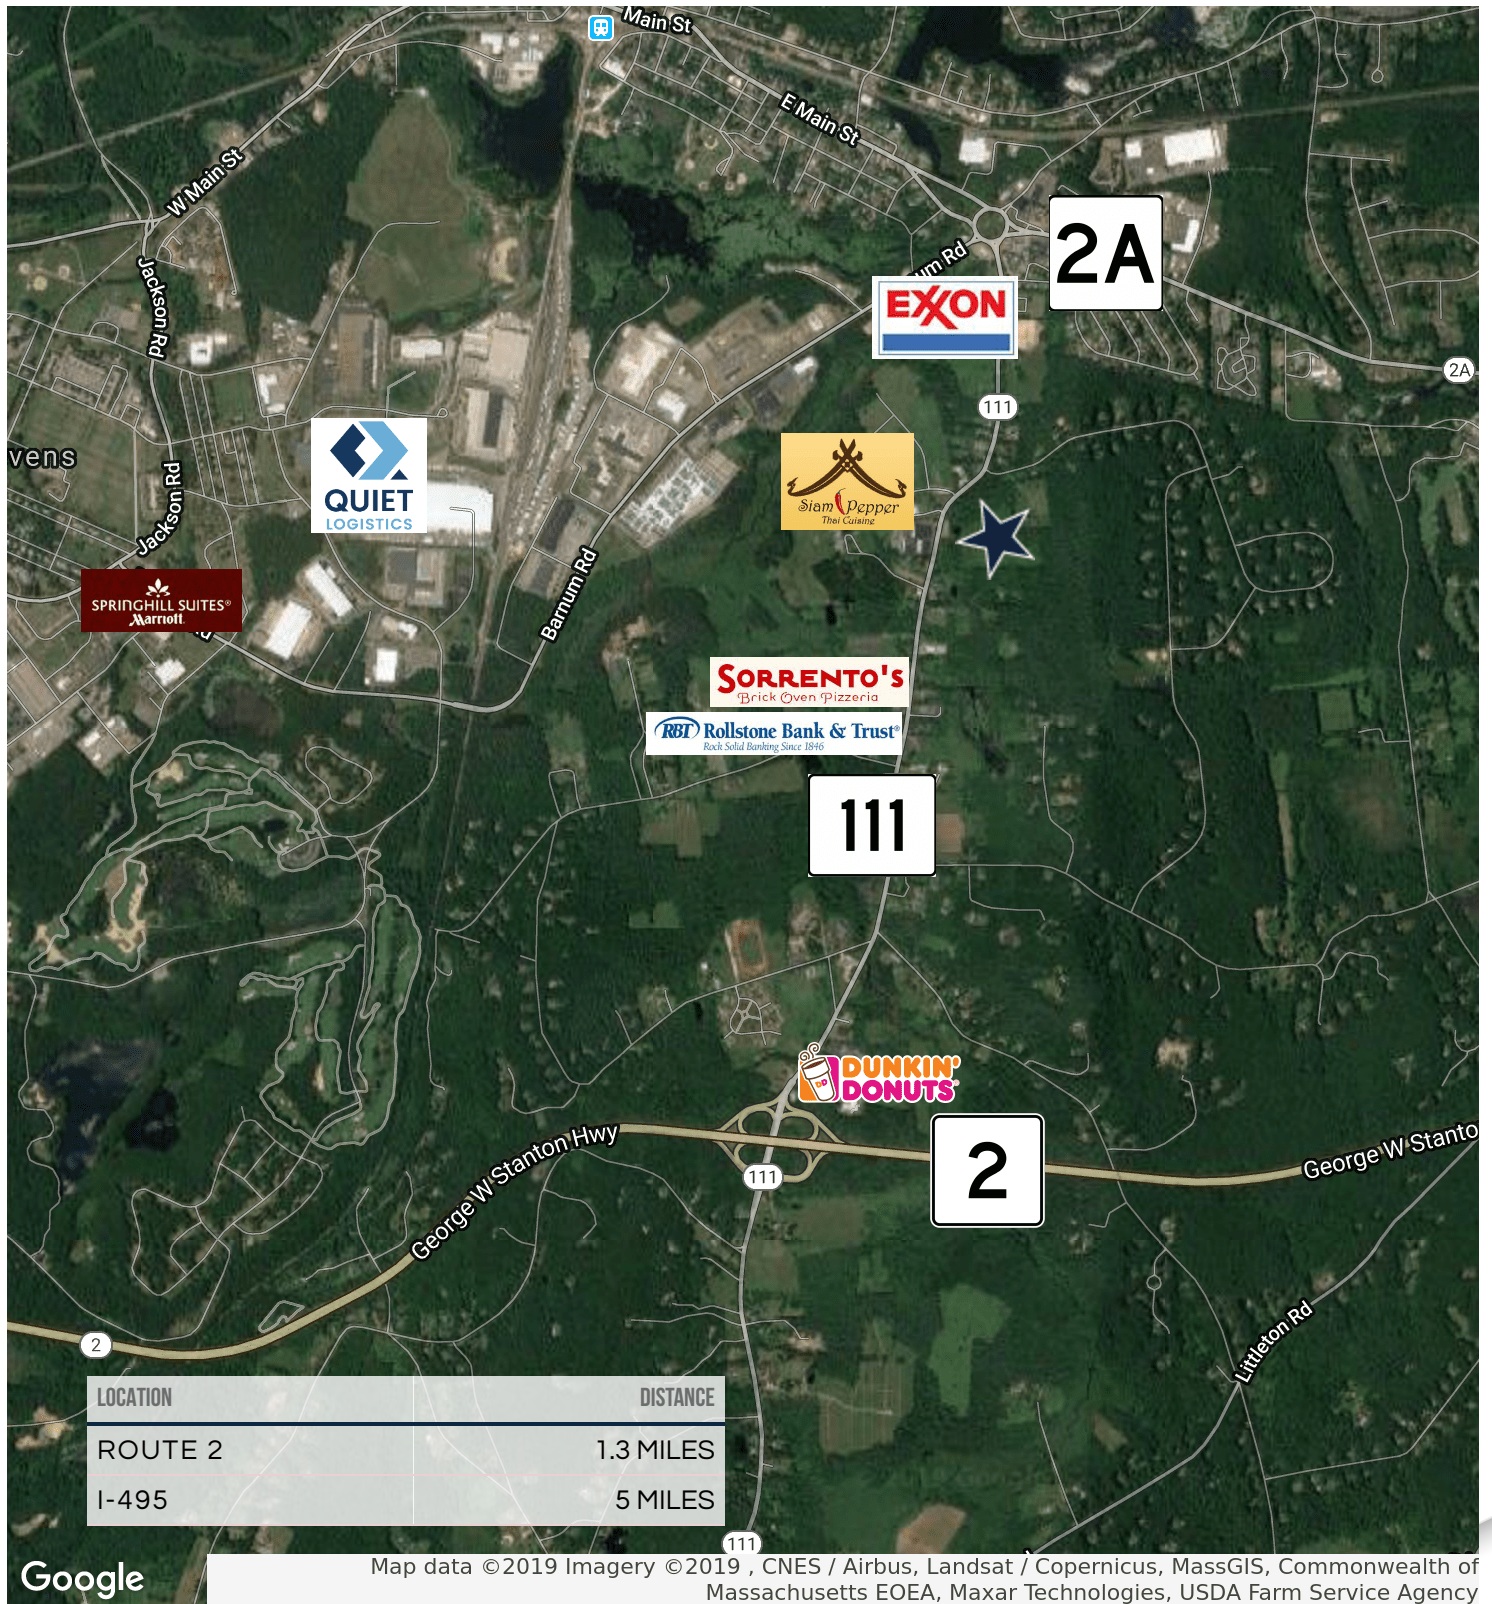 Main St
E Main St
W Main St
um Rd
2A
EXXON
Jackson Rd
2A
111
vens
QUIET
LOGISTICS
Siam Pepper
Thai Cuisine
Jackson Rd
Barnum Rd
SPRINGHILL SUITES®
Marriott
SORRENTO'S
Brick Oven Pizzeria
RBT Rollstone Bank & Trust®
Rock Solid Banking Since 1846
111
DUNKIN'
DONUTS®
DD
George W Stanton Hwy
2
George W Stanto
111
Littleton Rd
2
LOCATION DISTANCE
ROUTE 2 1.3 MILES
I-495 5 MILES
111
Google
Map data ©2019 Imagery ©2019 , CNES / Airbus, Landsat / Copernicus, MassGIS, Commonwealth of
Massachusetts EOEA, Maxar Technologies, USDA Farm Service Agency